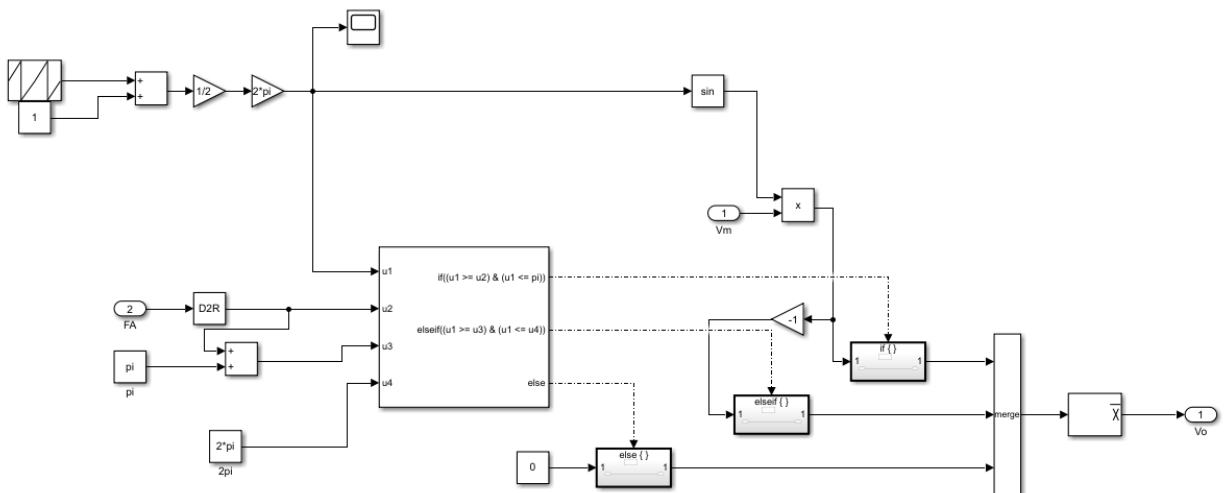 +
+
1
1/2
2*pi
sin
x
1
Vm
u1
if((u1 >= u2) & (u1 <= pi))
2
FA
D2R
u2
-1
elseif((u1 >= u3) & (u1 <= u4))
+
+
u3
if { }
1
1
pi
pi
u4
else
elseif { }
1
1
merge
X
1
Vo
2*pi
2pi
0
else { }
1
1